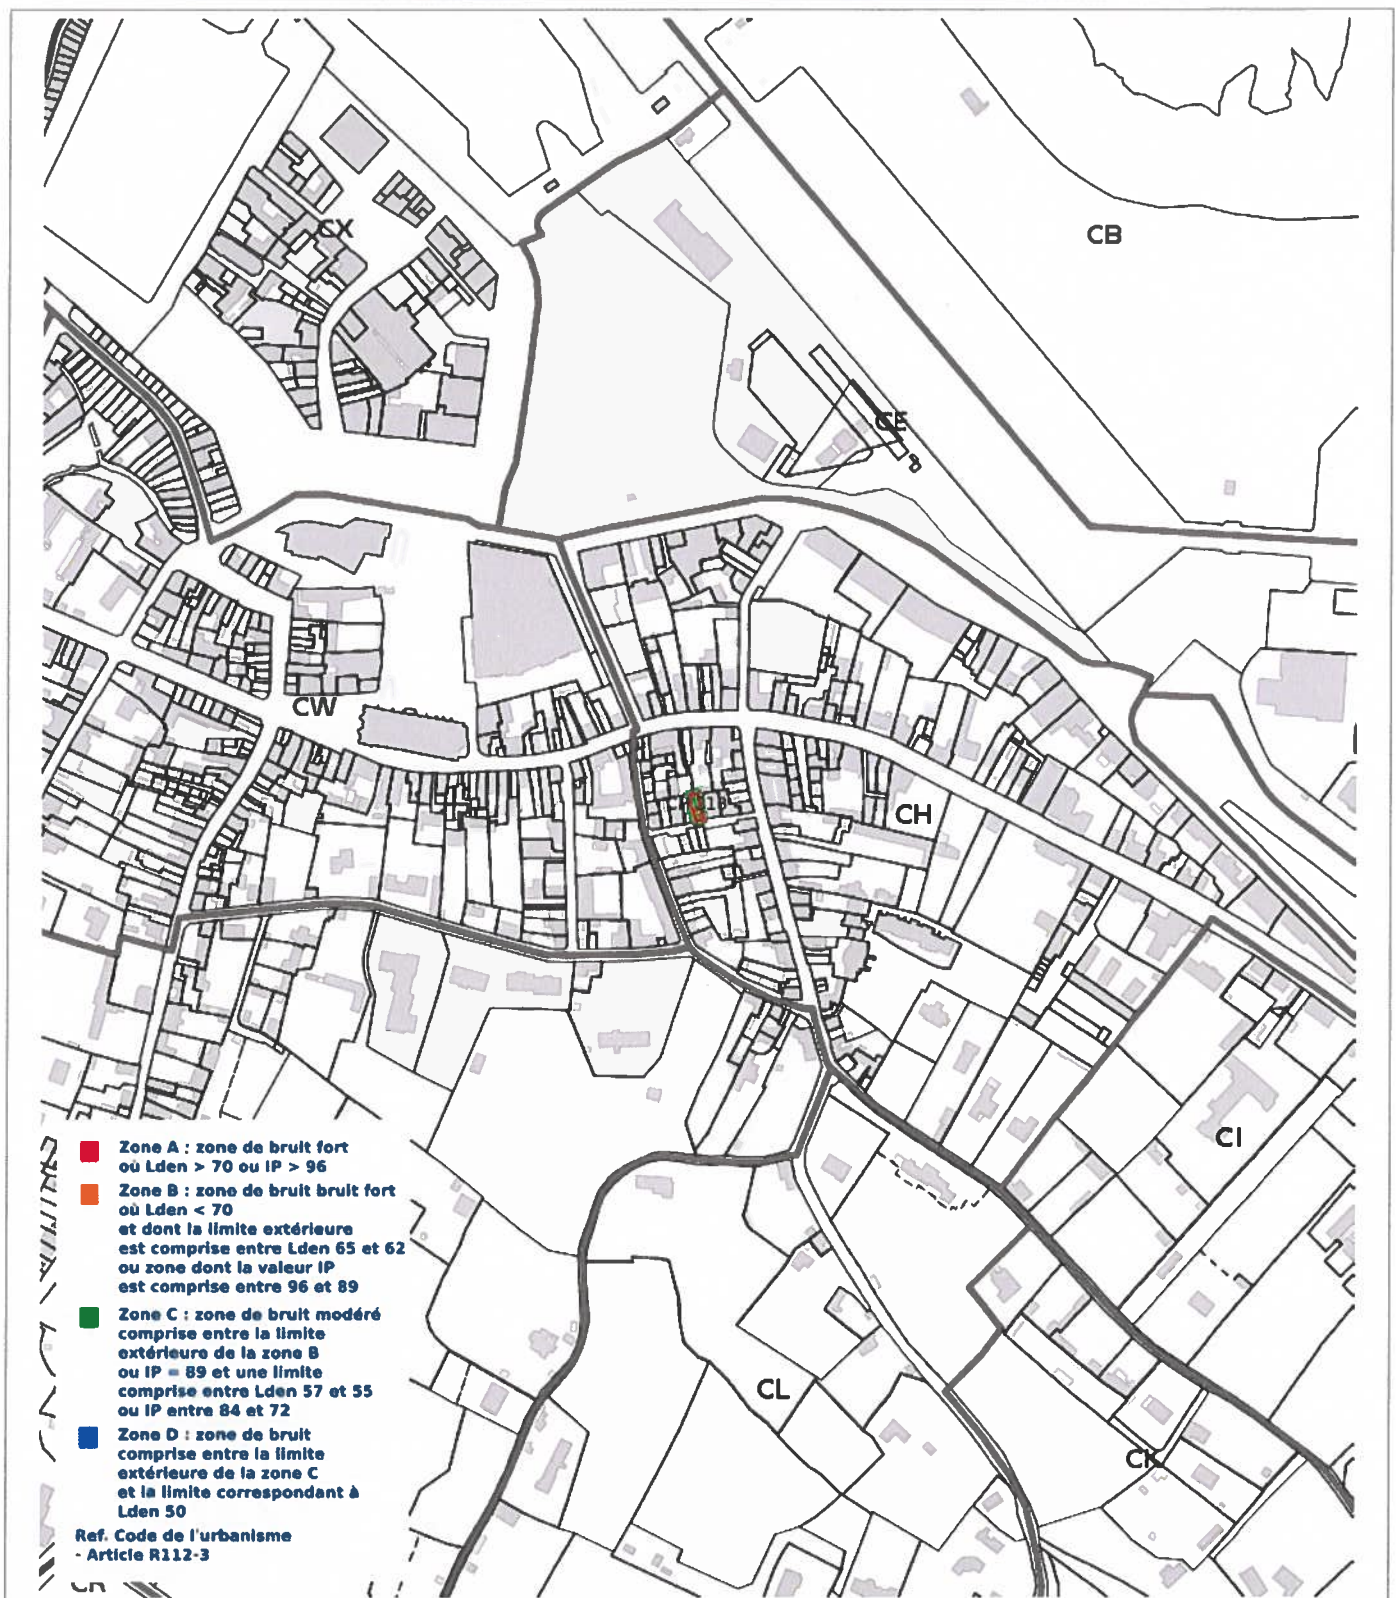 CX
CB
CE
CW
CH
CI
CL
CK
Zone A : zone de bruit fort
où Lden > 70 ou IP > 96
Zone B : zone de bruit bruit fort
où Lden < 70
et dont la limite extérieure
est comprise entre Lden 65 et 62
ou zone dont la valeur IP
est comprise entre 96 et 89
Zone C : zone de bruit modéré
comprise entre la limite
extérieure de la zone B
ou IP = 89 et une limite
comprise entre Lden 57 et 55
ou IP entre 84 et 72
Zone D : zone de bruit
comprise entre la limite
extérieure de la zone C
et la limite correspondant à
Lden 50
Ref. Code de l'urbanisme
- Article R112-3